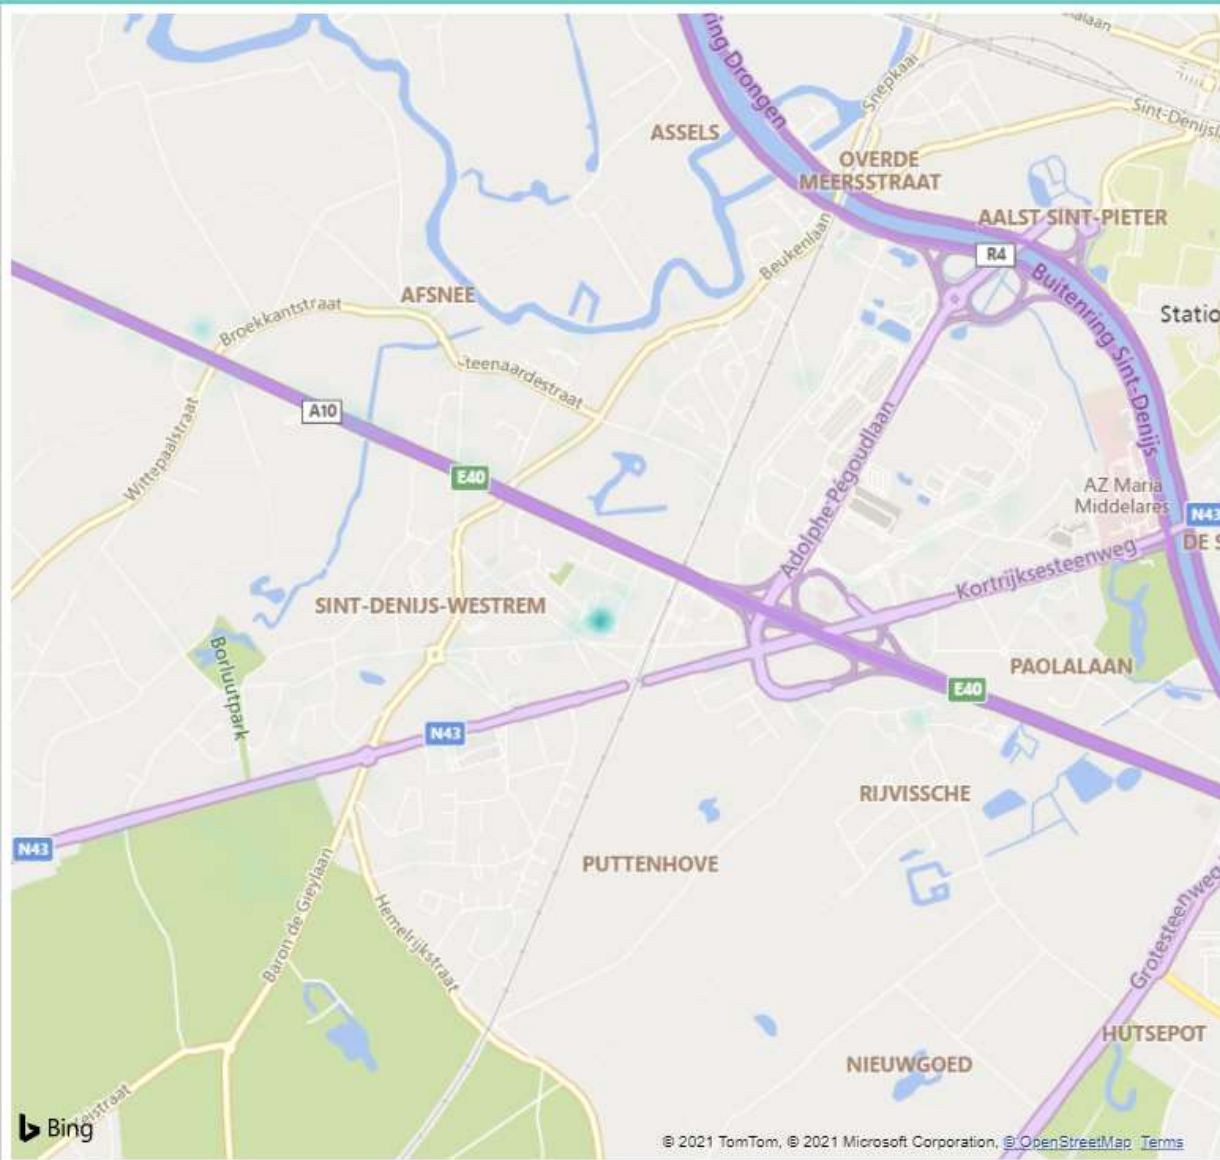 ring Drongen
Snepkaai
Sint-Denijsl
ASSELS
OVERDE
MEERSSTRAAT
AALST SINT-PIETER
R4
Beukenlaan
Buitenring Sint-Denijs
Statio
AFSNEE
Broekkantstraat
teenaardestraat
A10
Wittepaalstraat
E40
Adolphe Pégoudlaan
AZ Maria
Middelares
N43
DE S
Kortrijksesteenweg
SINT-DENIJS-WESTREM
Borluutpark
PAOLALAAN
E40
N43
RIJVISSCHE
N43
PUTTENHOVE
Baron de Gieylaan
Hemelrijkstraat
Grotesteenweg
HUTSEPOT
NIEUWGOED
eistraat
Bing
© 2021 TomTom, © 2021 Microsoft Corporation, © OpenStreetMap Terms